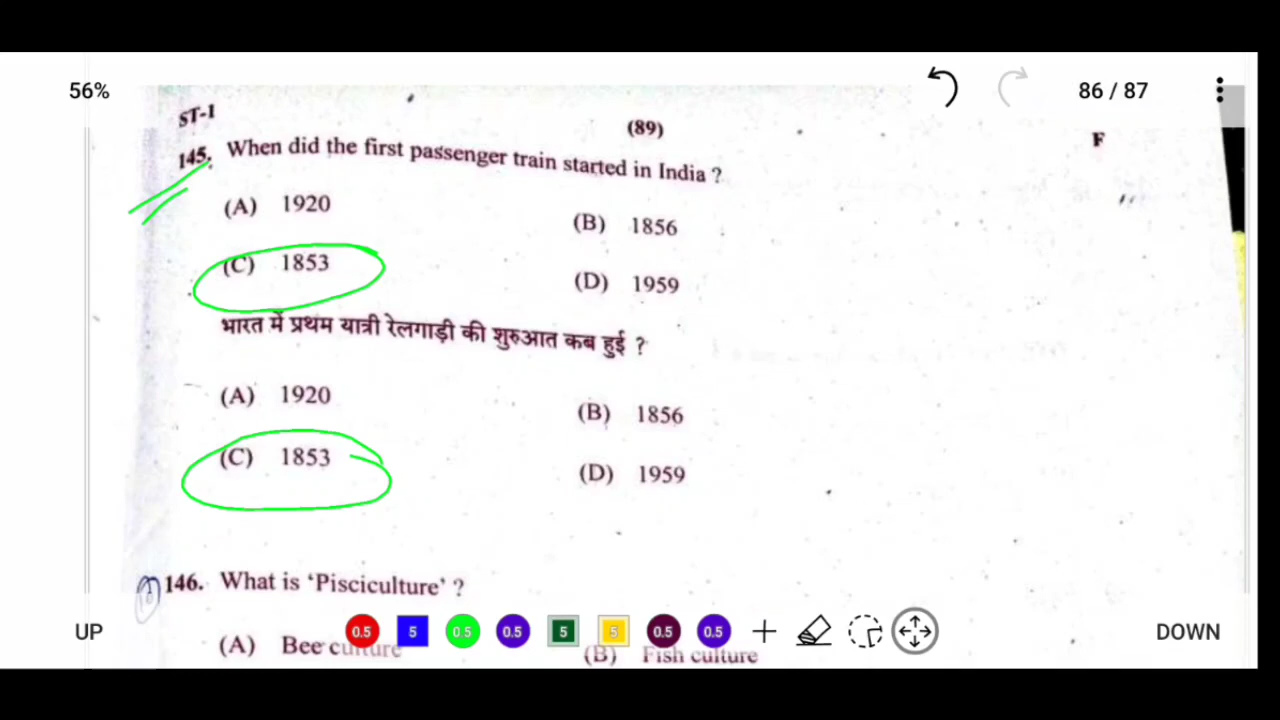 56%
86 / 87
ST-I
(89)
F
145. When did the first passenger train started in India ?
(A) 1920
(B) 1856
(C) 1853
(D) 1959
भारत में प्रथम यात्री रेलगाड़ी की शुरुआत कब हुई ?
(A) 1920
(B) 1856
(C) 1853
(D) 1959
146. What is ‘Pisciculture’ ?
UP
0.5 5 0.5 0.5 5 5 0.5 0.5
DOWN
(A) Bee culture
(B) Fish culture